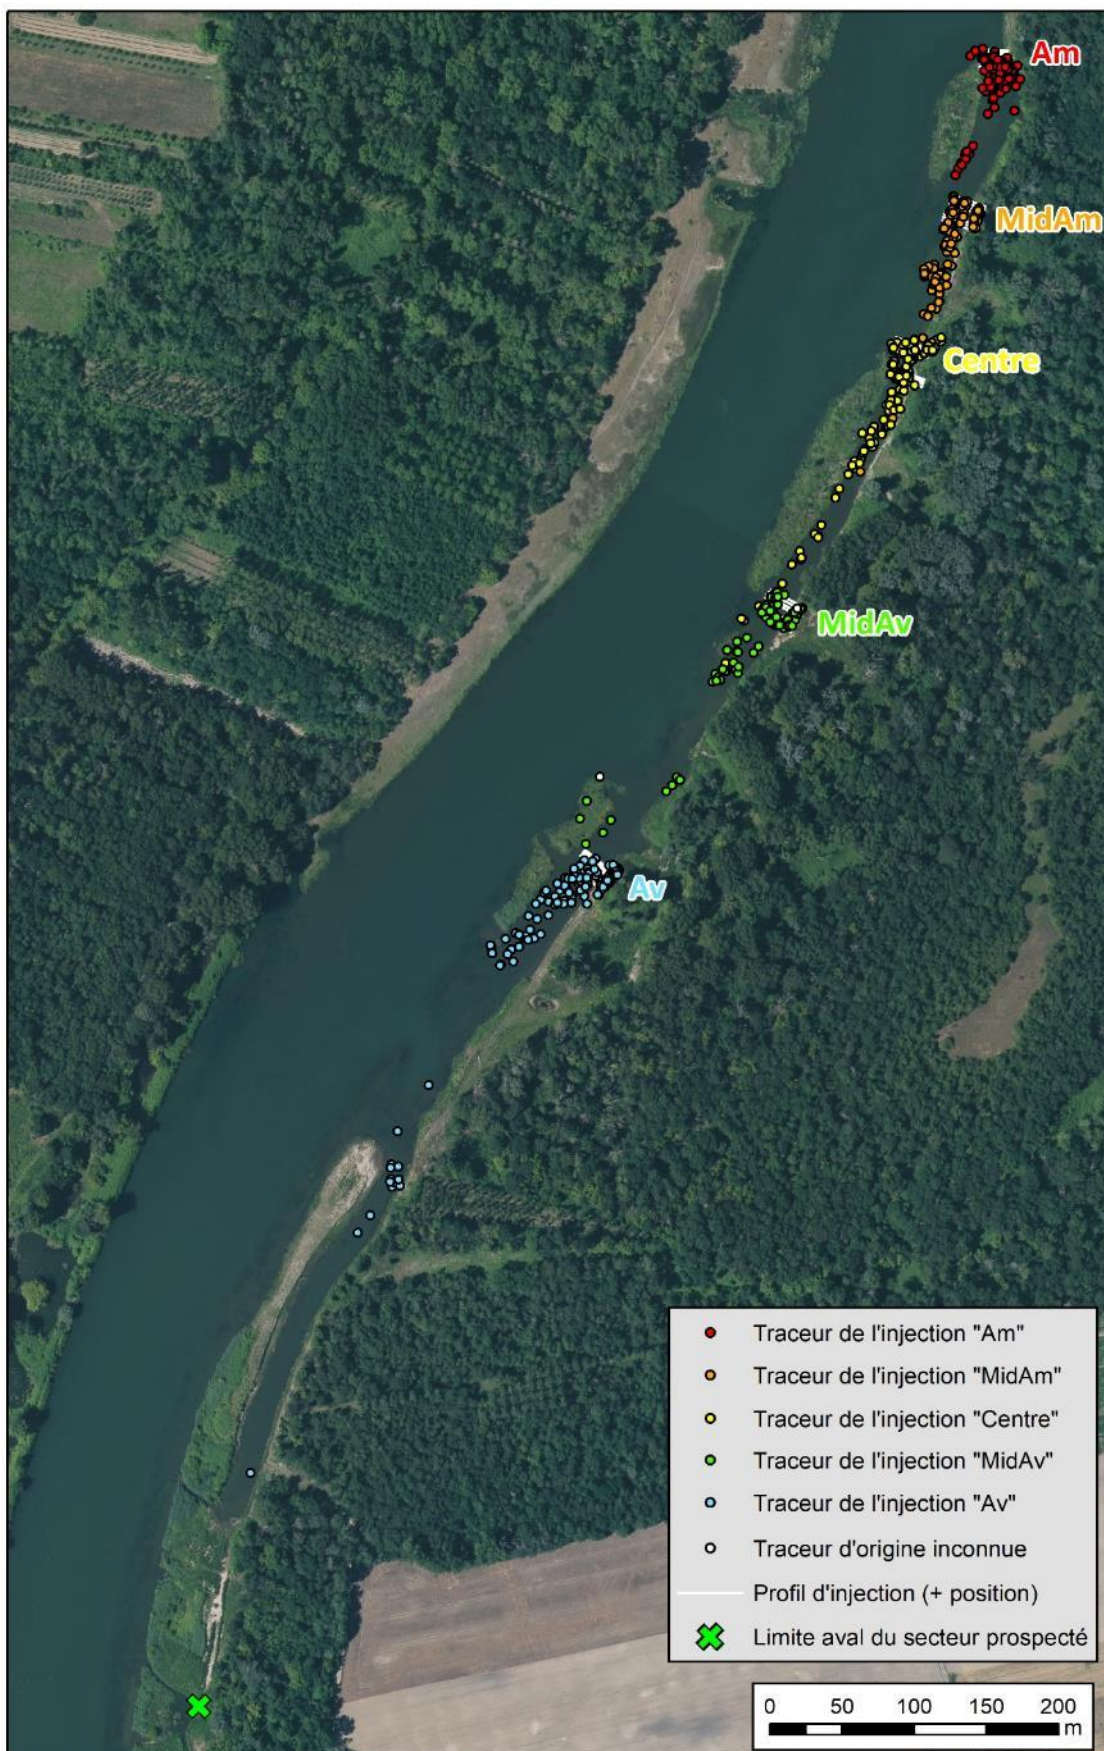 Am
MidAm
Centre
MidAv
Av
Traceur de l'injection "Am"
Traceur de l'injection "MidAm"
Traceur de l'injection "Centre"
Traceur de l'injection "MidAv"
Traceur de l'injection "Av"
Traceur d'origine inconnue
Profil d'injection (+ position)
Limite aval du secteur prospecté
0 50 100 150 200
m